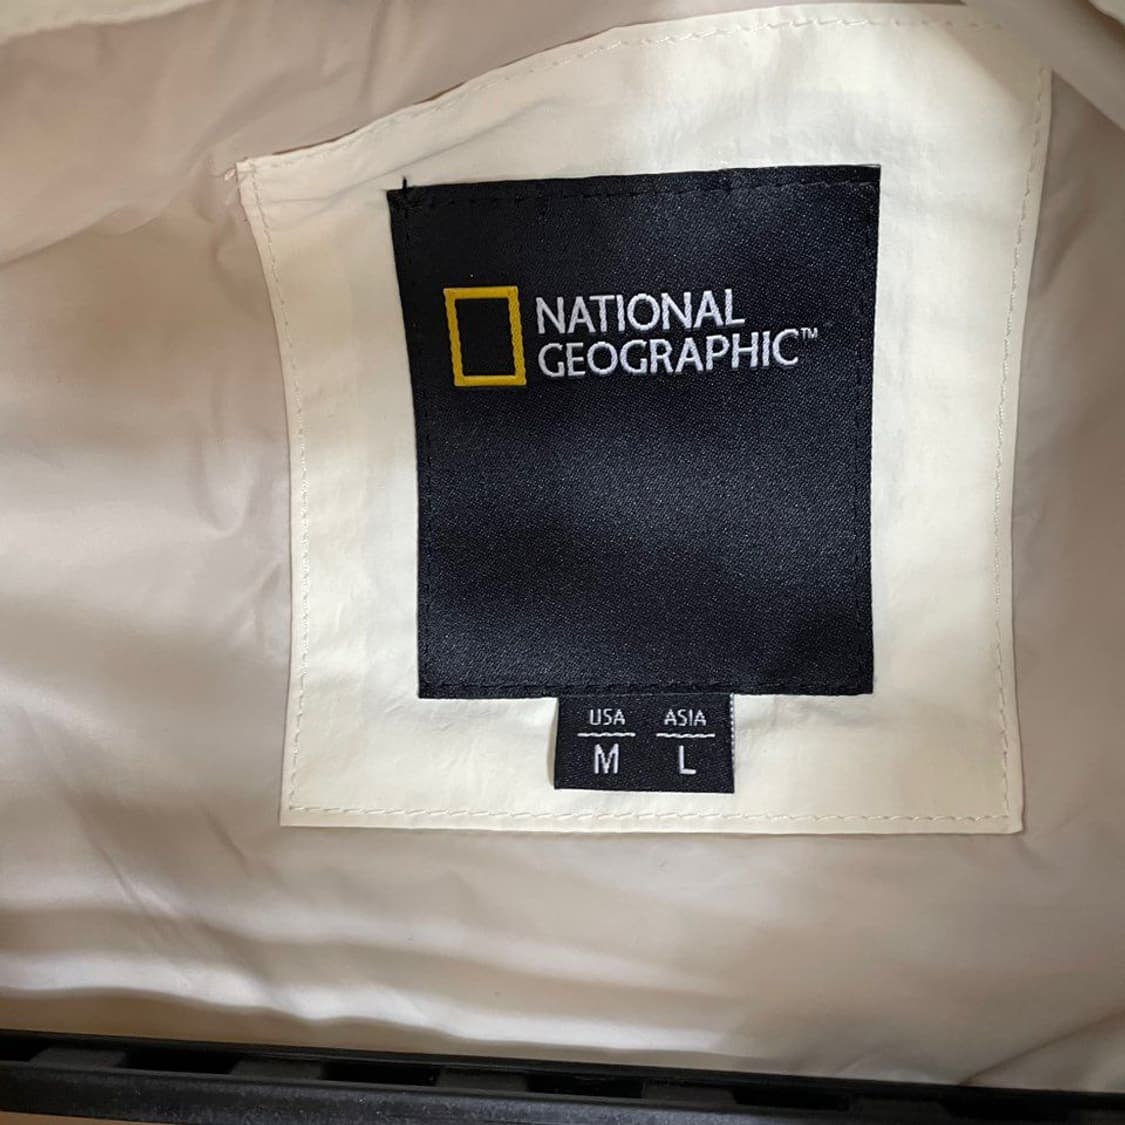 NATIONAL
GEOGRAPHIC™
USA ASIA
M L